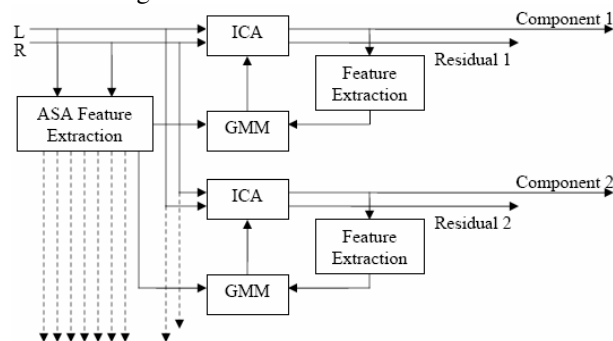 L
R
ICA
Component 1
Residual 1
Feature
Extraction
ASA Feature
Extraction
GMM
ICA
Component 2
Residual 2
Feature
Extraction
GMM